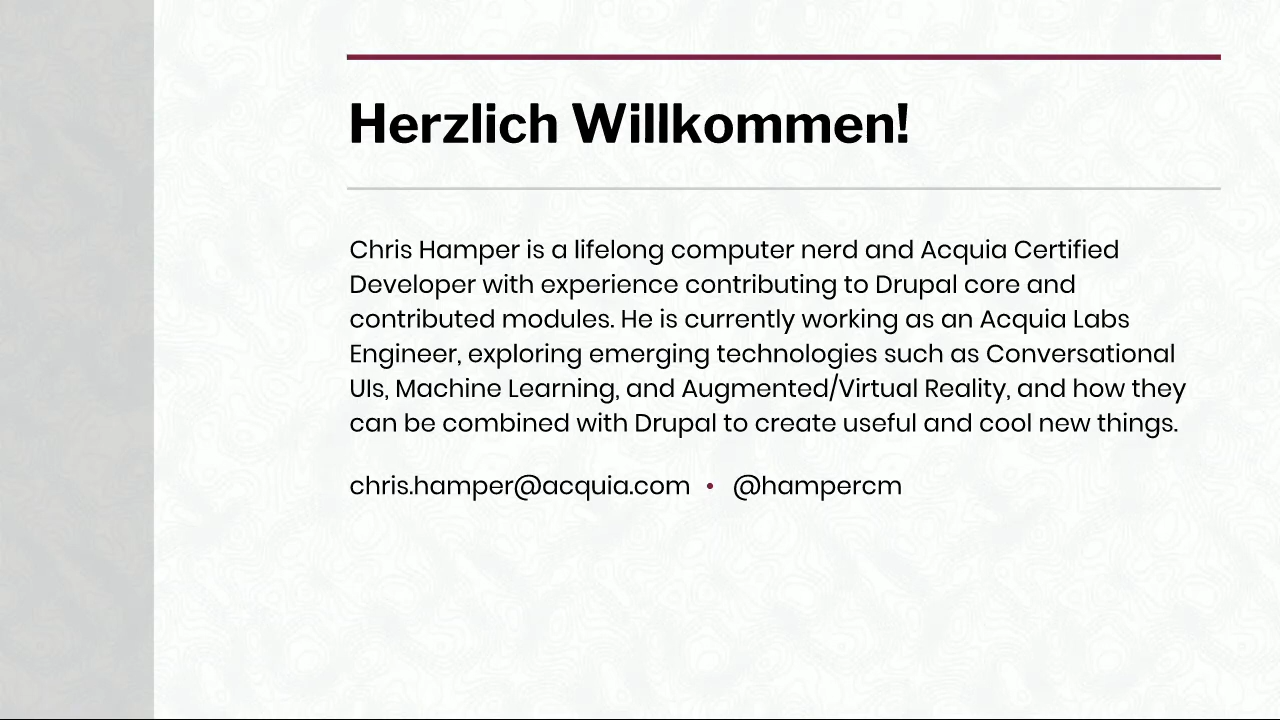 Herzlich Willkommen!
Chris Hamper is a lifelong computer nerd and Acquia Certified
Developer with experience contributing to Drupal core and
contributed modules. He is currently working as an Acquia Labs
Engineer, exploring emerging technologies such as Conversational
UIs, Machine Learning, and Augmented/Virtual Reality, and how they
can be combined with Drupal to create useful and cool new things.
chris.hamper@acquia.com • @hampercm